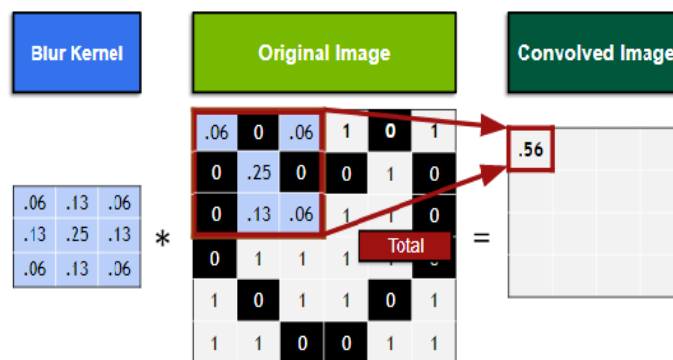 Blur Kernel
Original Image
Convolved Image
.06 .13 .06
.13 .25 .13
.06 .13 .06
*
.06 0 .06 1 0 1
0 .25 0 0 1 0
0 .13 .06 1 1 0
Total
0 1 1 1
1 0 1 1 0 1
1 1 0 0 1 1
=
.56